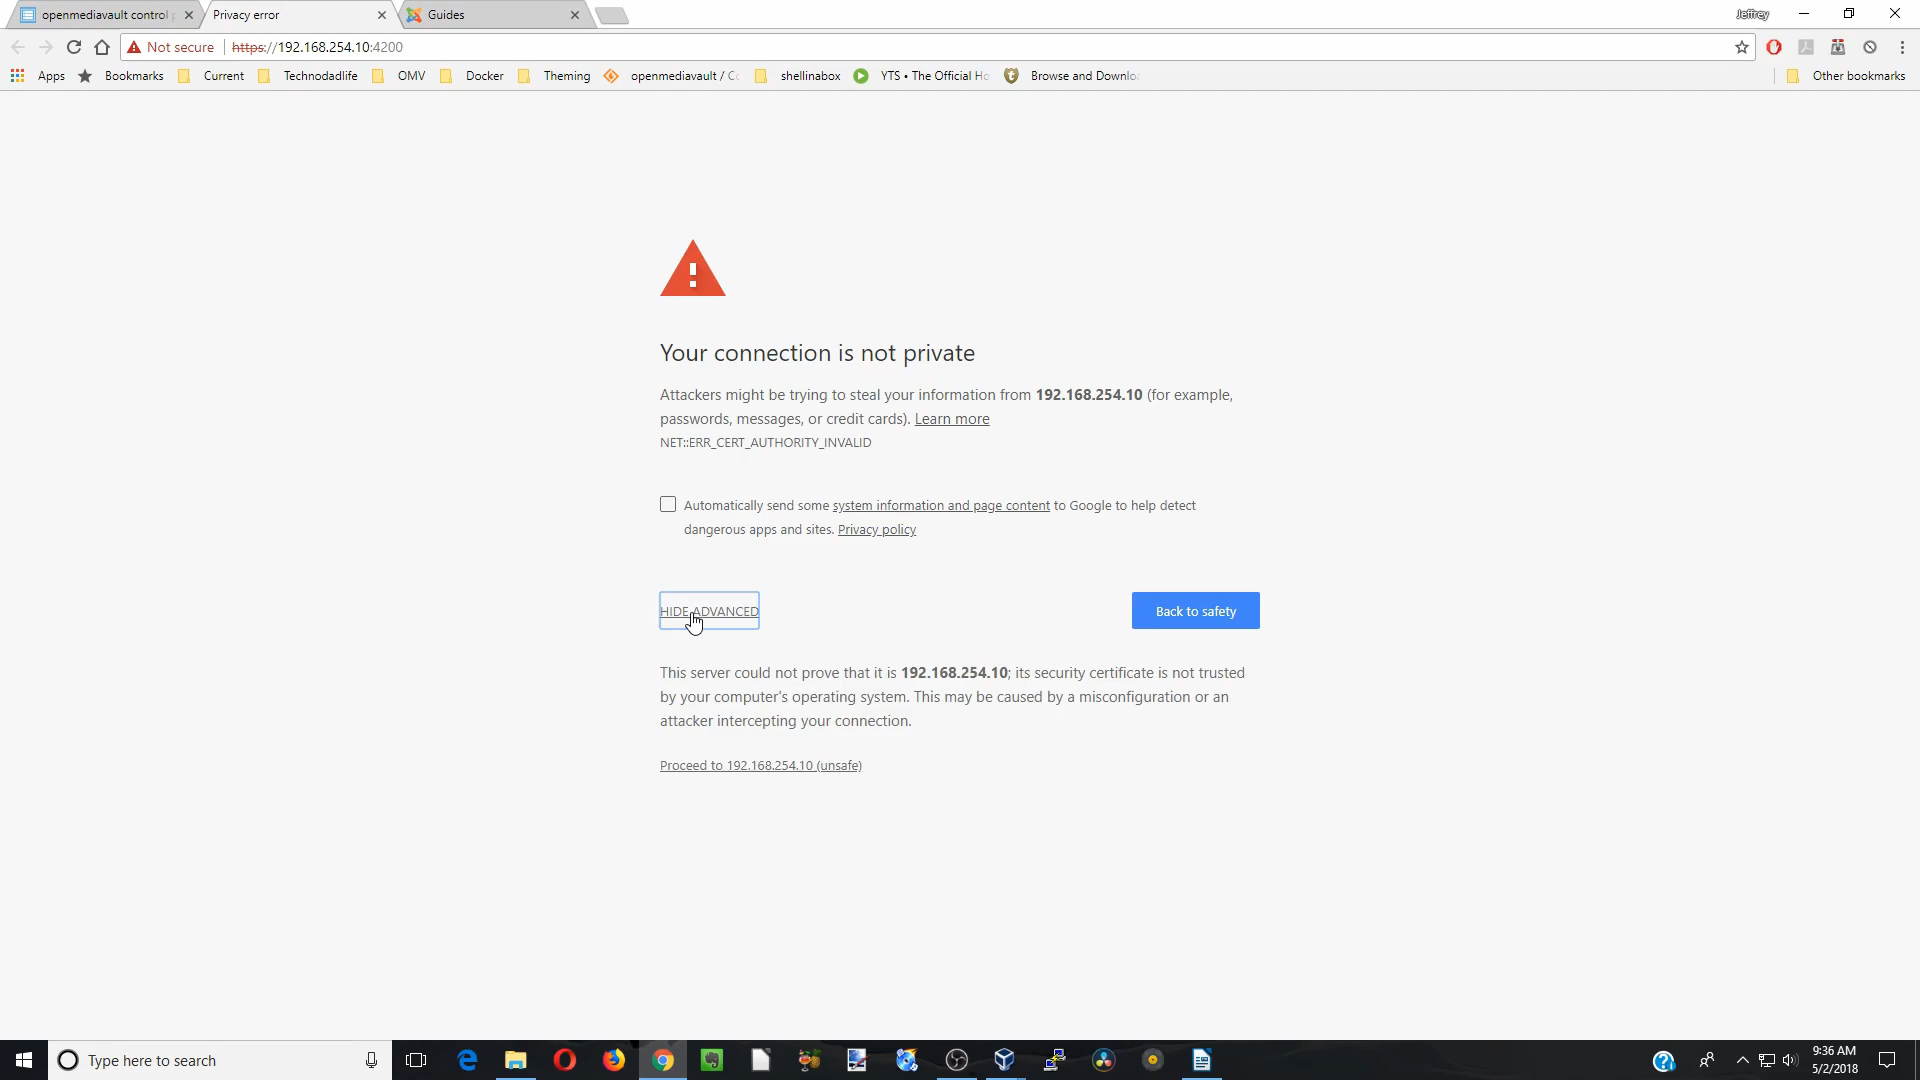 openmediavault control p
Privacy error
Guides
Jeffrey
Not secure
https://192.168.254.10:4200
Apps
Bookmarks
Current
Technodadlife
OMV
Docker
Theming
openmediavault / Co
shellinabox
YTS • The Official Ho
Browse and Downlo
Other bookmarks
Your connection is not private
Attackers might be trying to steal your information from 192.168.254.10 (for example,
passwords, messages, or credit cards). Learn more
NET::ERR_CERT_AUTHORITY_INVALID
Automatically send some system information and page content to Google to help detect
dangerous apps and sites. Privacy policy
HIDE ADVANCED
Back to safety
This server could not prove that it is 192.168.254.10; its security certificate is not trusted
by your computer's operating system. This may be caused by a misconfiguration or an
attacker intercepting your connection.
Proceed to 192.168.254.10 (unsafe)
Type here to search
9:36 AM
5/2/2018